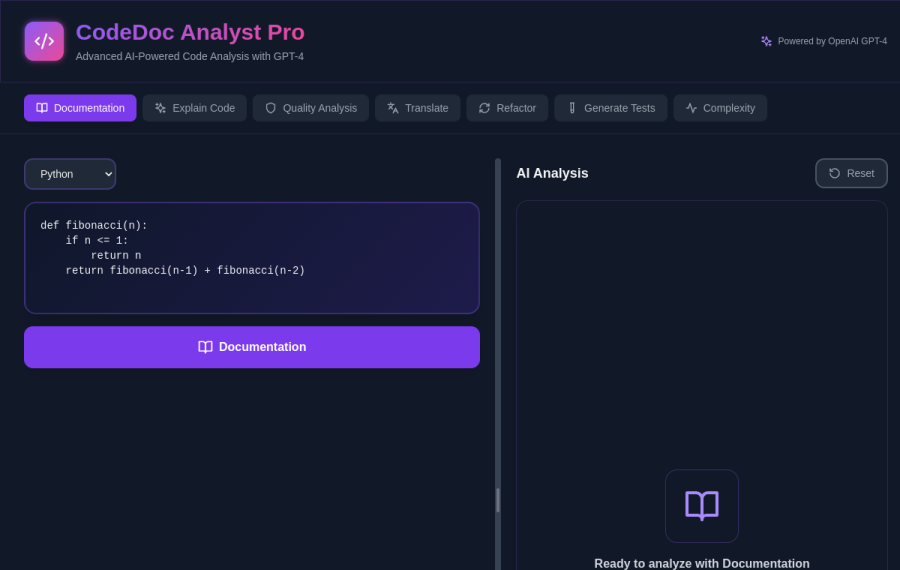 CodeDoc Analyst Pro
Advanced AI-Powered Code Analysis with GPT-4
Powered by OpenAI GPT-4
Documentation
Explain Code
Quality Analysis
Translate
Refactor
Generate Tests
Complexity
Python
def fibonacci(n):
    if n <= 1:
        return n
    return fibonacci(n-1) + fibonacci(n-2)
Documentation
AI Analysis
Reset
Ready to analyze with Documentation